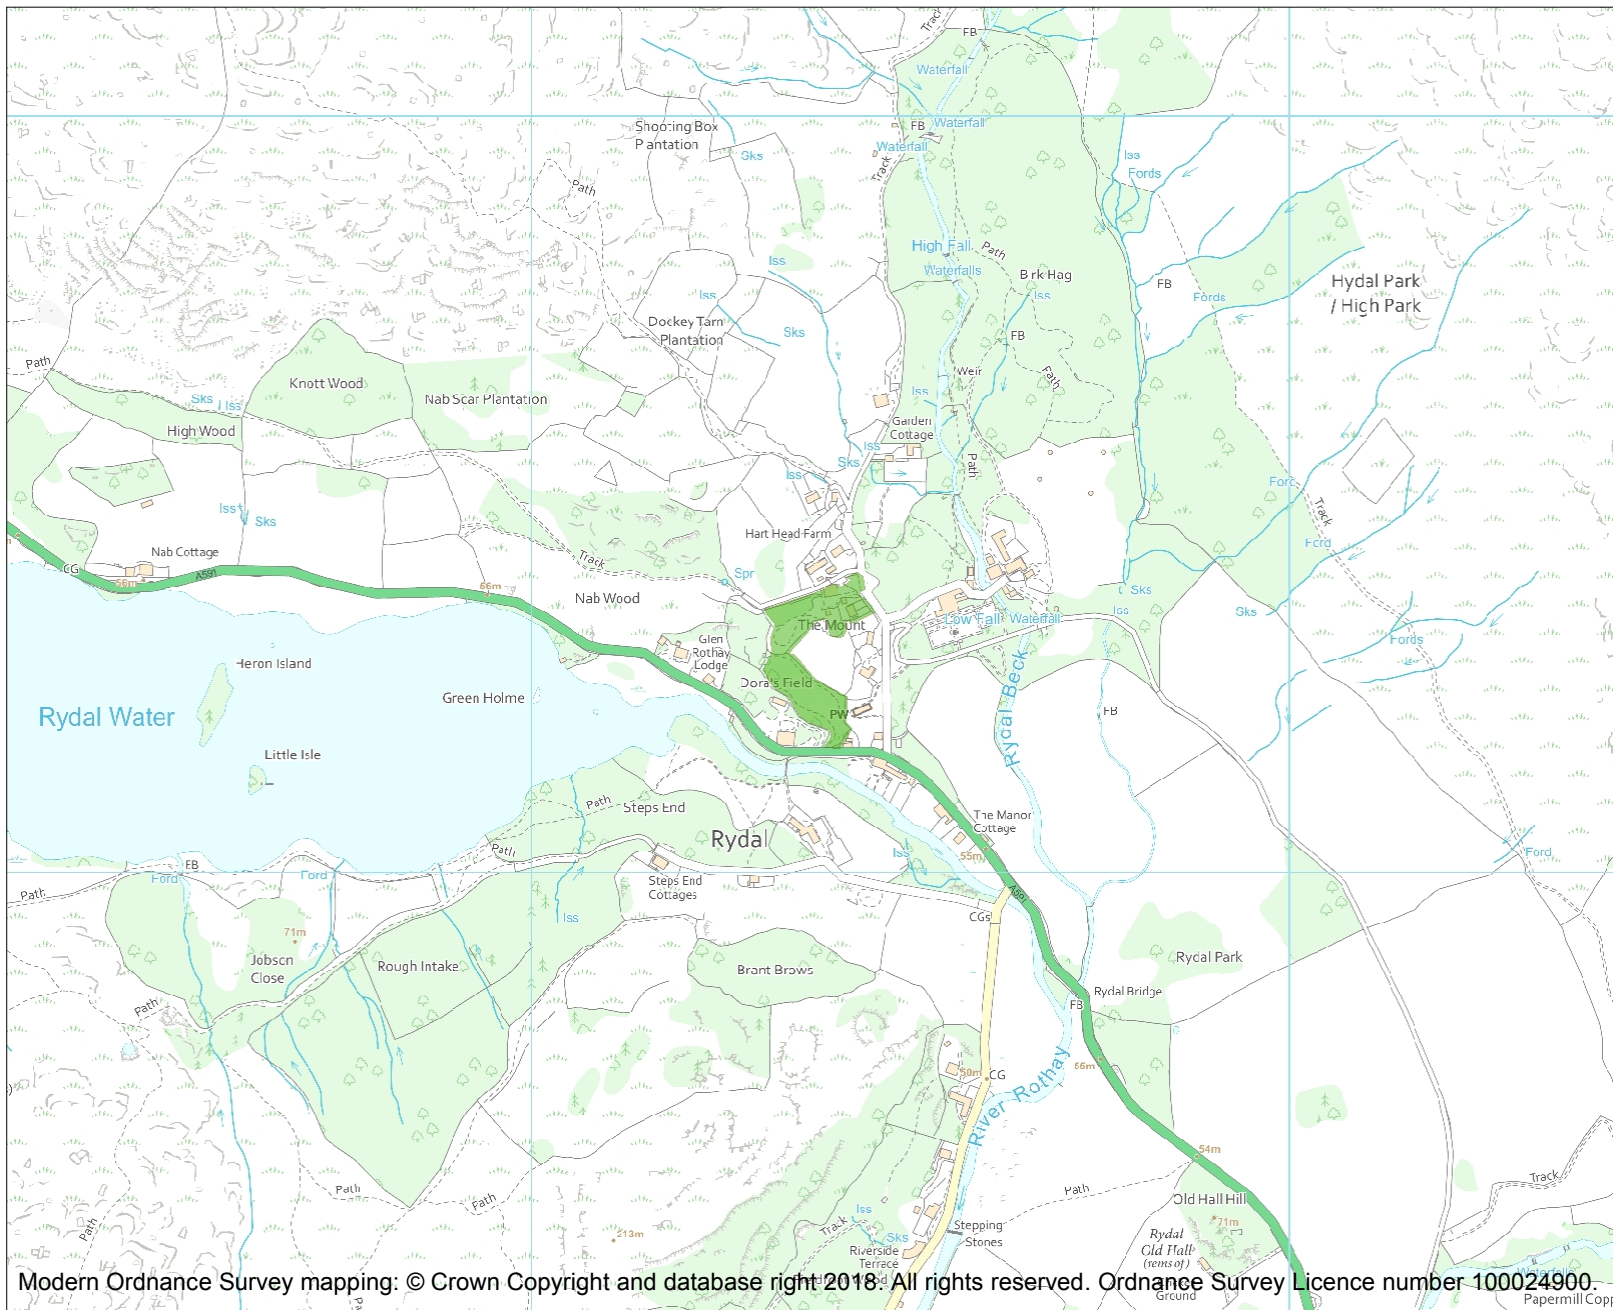 Track
FB
Waterfall
Shooting Box
Plantation
FB
Waterfall
Waterfall
Sks
Iss
Fords
Track
Path
High Fall
Path
Waterfalls
Birk Hag
Iss
Iss
FB
Fords
Hydal Park
/ High Park
Iss
Dockey Tarn
Plantation
Sks
FB
Path
Knott Wood
Nab Scar Plantation
Weir
Path
Sks
Iss
Iss
High Wood
Garden
Cottage
Iss
Sks
Iss
Path
Ford
Track
Iss
Sks
Hart Head Farm
Ford
Nab Cottage
CG
56m
A591
Track
Spr
66m
Nab Wood
Sks
Iss
Sks
The Mount
Low Fall
Waterfall
Fords
Glen
Rothay
Lodge
Heron Island
Green Holme
Dora's Field
Rydal Water
PW
Rydal Beck
FB
Little Isle
Path
Steps End
Rydal
The Manor
Cottage
55m
Iss
Ford
Path
FB
Ford
Ford
Path
Steps End
Cottages
A591
CGs
Iss
71m
Jobson
Close
Rough Intake
Brant Brows
Rydal Park
Rydal Bridge
FB
Path
50m
CG
66m
River Rothay
54m
Path
Path
Path
Track
Old Hall Hill
71m
Path
Iss
Track
Sks
213m
Stepping
Stones
Riverside
Terrace
Rydal
Old Hall
(rems of)
Modern Ordnance Survey mapping: © Crown Copyright and database right 2018. All rights reserved. Ordnance Survey Licence number 100024900.
Waterfalls
Ground
Papermill Copp